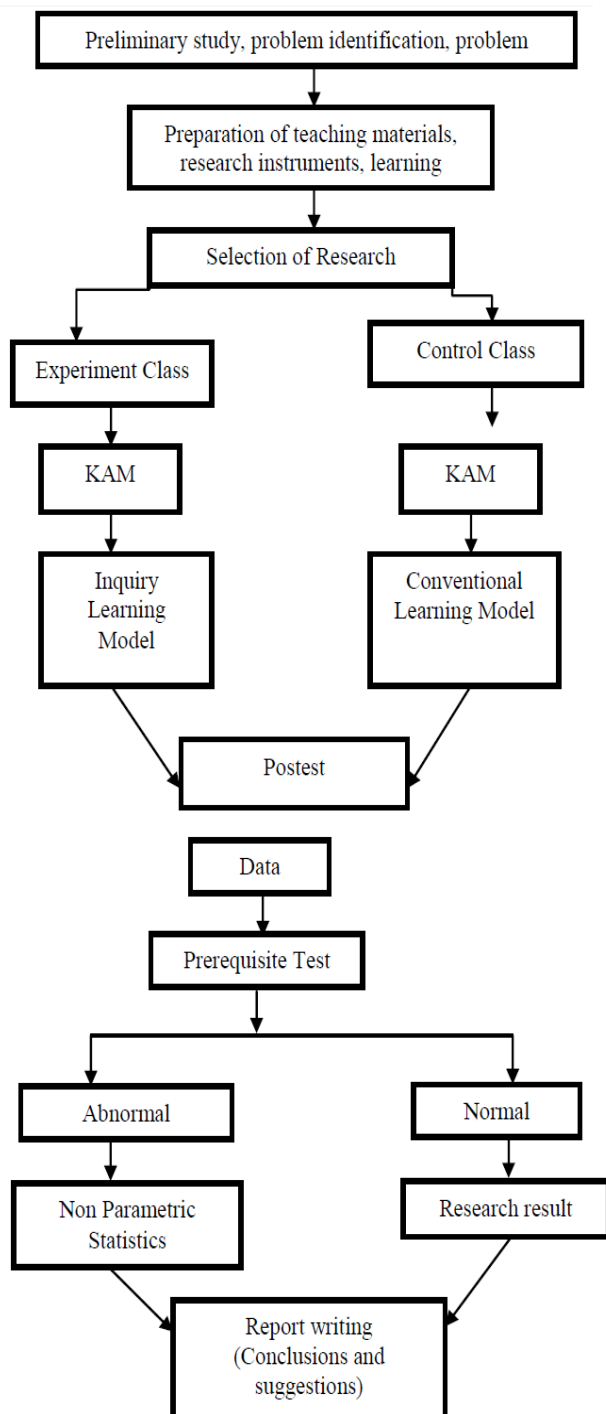 Preliminary study, problem identification, problem
Preparation of teaching materials,
research instruments, learning
Selection of Research
Experiment Class
Control Class
KAM
KAM
Inquiry
Learning
Model
Conventional
Learning Model
Postest
Data
Prerequisite Test
Abnormal
Normal
Non Parametric
Statistics
Research result
Report writing
(Conclusions and
suggestions)